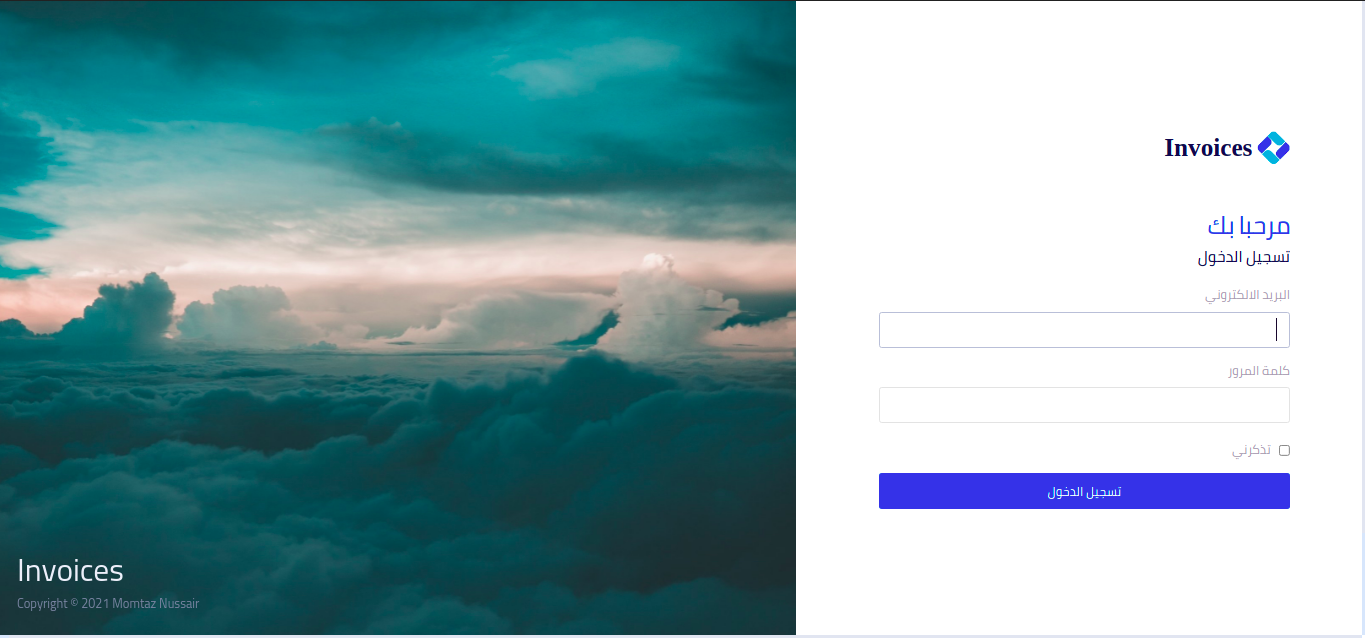 Invoices
مرحبا بك
تسجيل الدخول
البريد الالكتروني
كلمة المرور
تذكرني
تسجيل الدخول
Invoices
Copyright © 2021 Momtaz Nussair